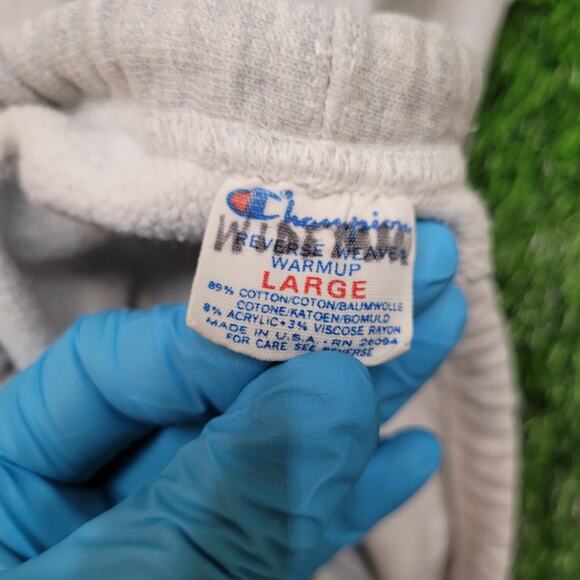 Champion
WIDEMAN
REVERSE WEAVE
WARMUP
LARGE
89% COTTON/COTON/BAUMWOLLE
COTONE/KATOEN/BOMULD
8% ACRYLIC • 3% VISCOSE RAYON
MADE IN U.S.A. • RN 26094
FOR CARE SEE REVERSE